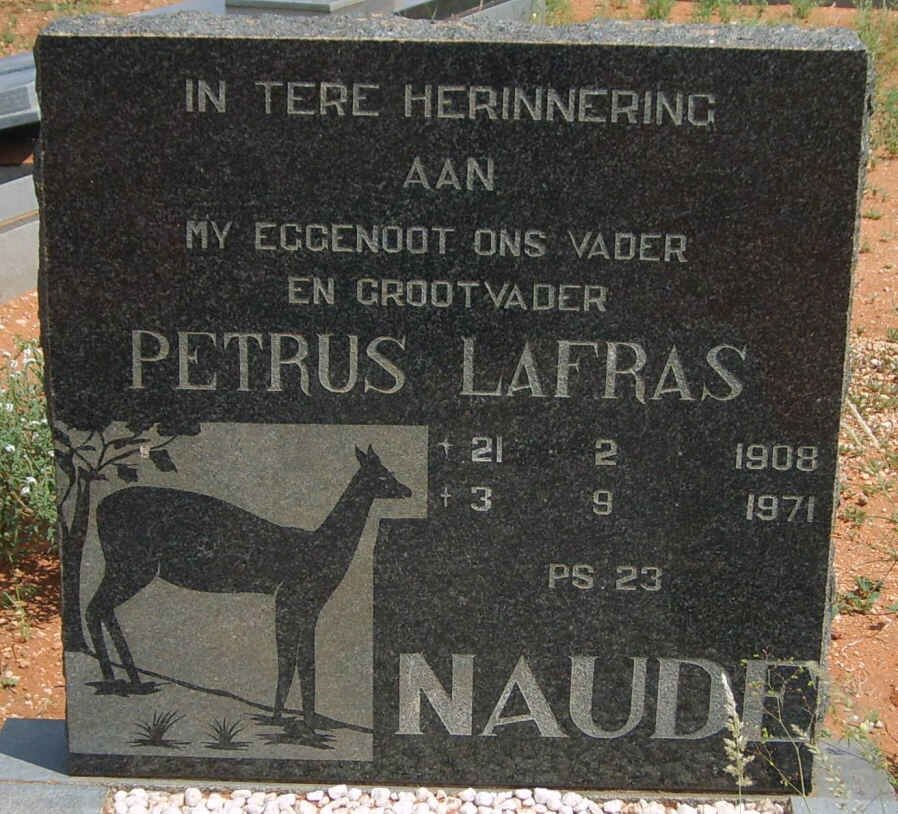 IN TERE HERINNERING
AAN
MY EGGENOOT ONS VADER
EN GROOTVADER
PETRUS LAFRAS
+ 21 2 1908
+ 3 9 1971
PS. 23
NAUDE